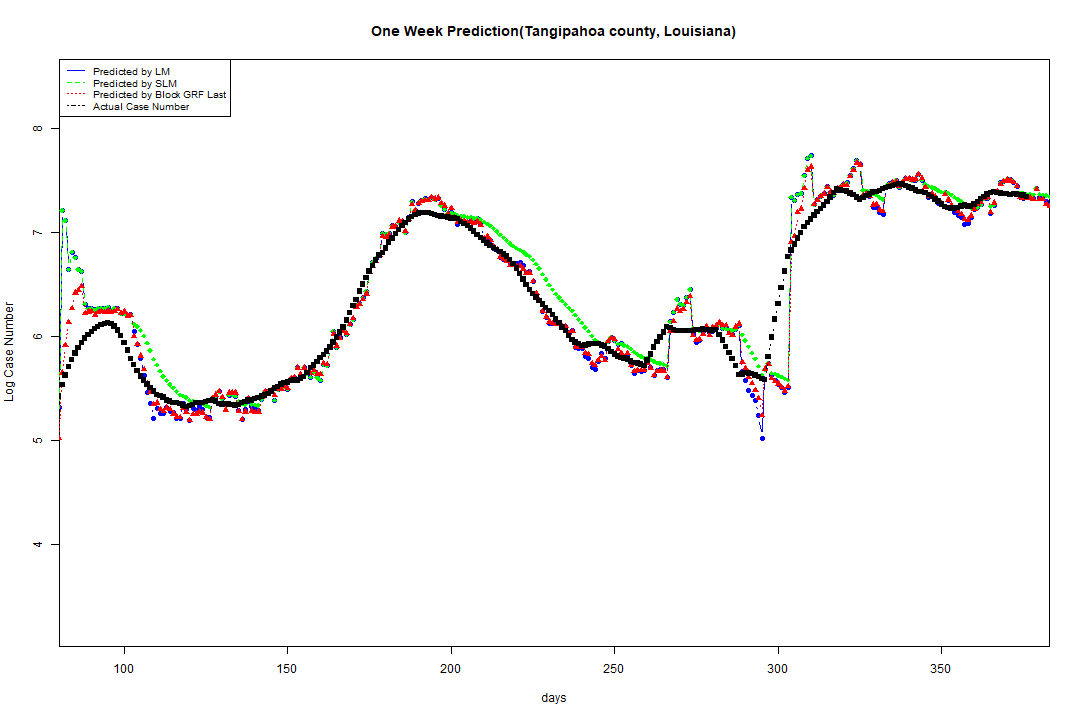 One Week Prediction(Tangipahoa county, Louisiana)
Predicted by LM
Predicted by SLM
Predicted by Block GRF Last
Actual Case Number
8
7
6
5
4
Log Case Number
100 150 200 250 300 350
days